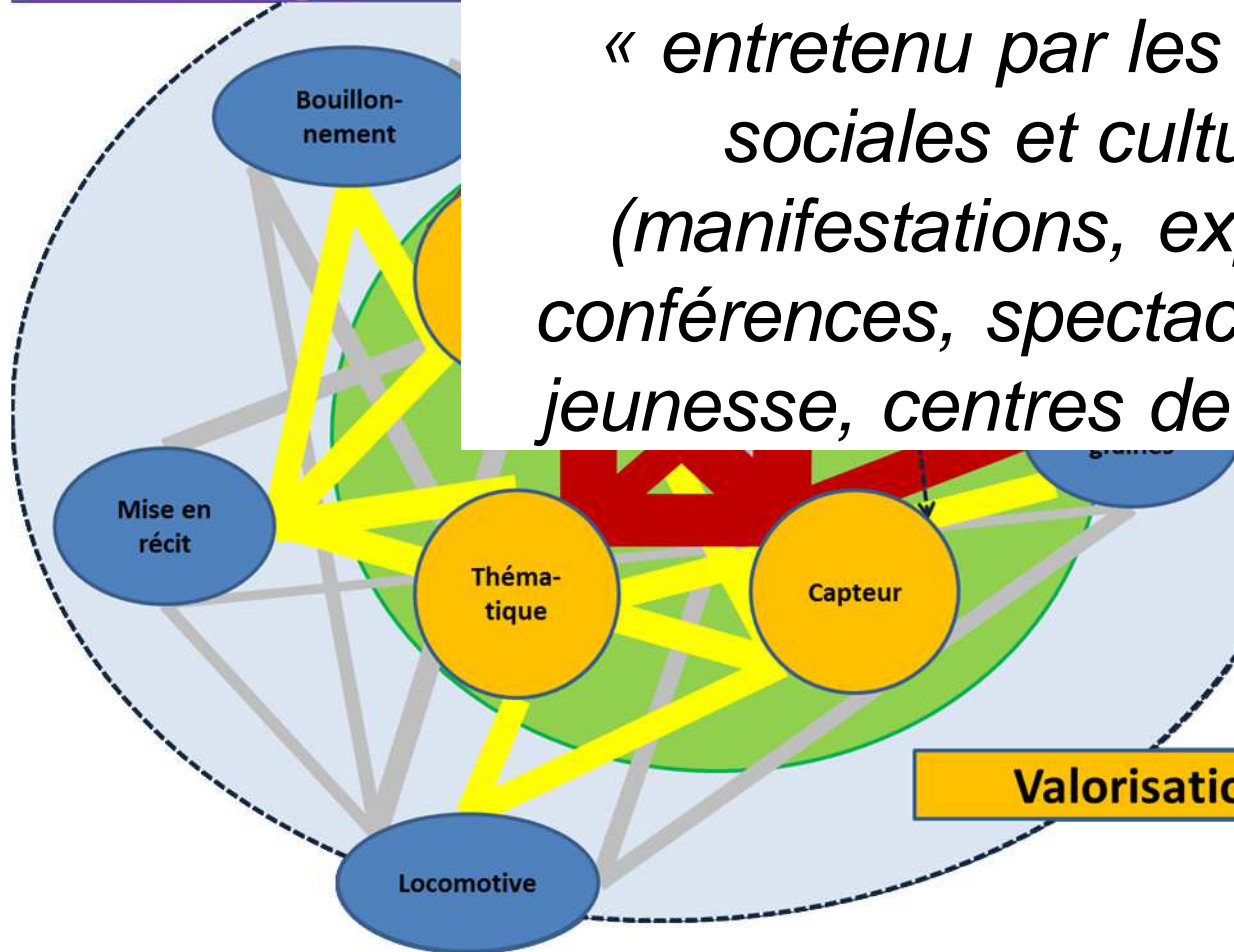 « entretenu par les
sociales et cultu
(manifestations, ex
conférences, spectac
jeunesse, centres de
Bouillon-
nement
graines
Mise en
récit
Théma-
tique
Capteur
Valorisatio
Locomotive